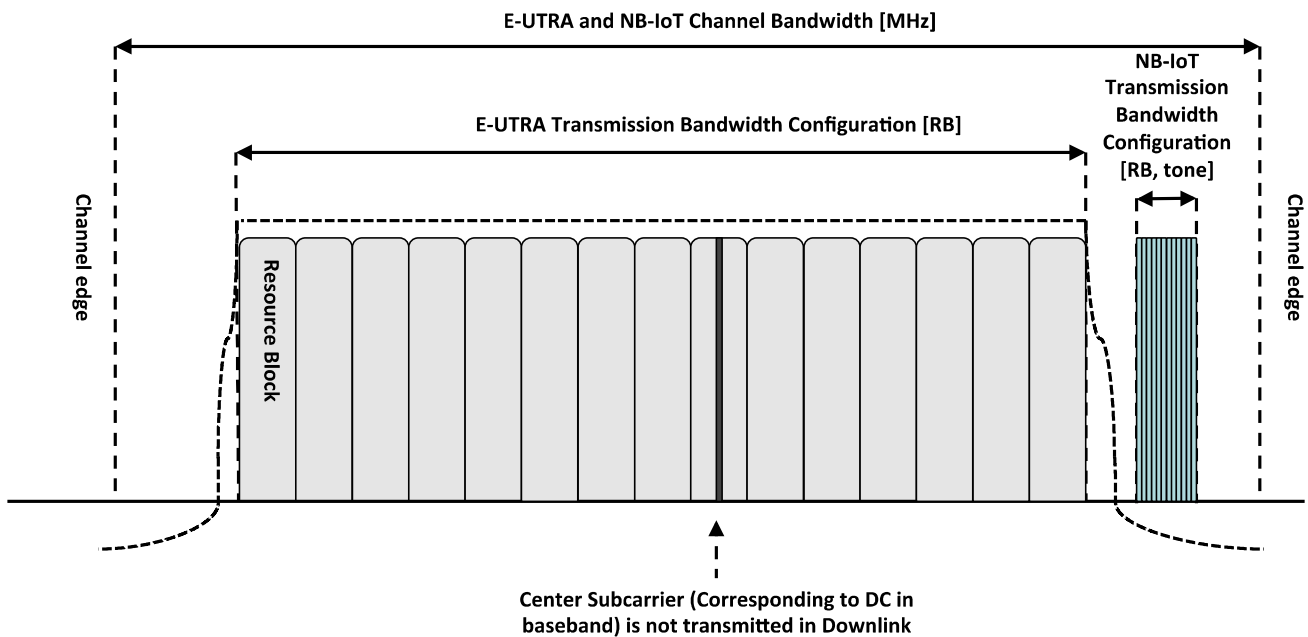 E-UTRA and NB-IoT Channel Bandwidth [MHz]
NB-IoT
Transmission
Bandwidth
Configuration
[RB, tone]
E-UTRA Transmission Bandwidth Configuration [RB]
Channel edge
Resource Block
Channel edge
Center Subcarrier (Corresponding to DC in
baseband) is not transmitted in Downlink